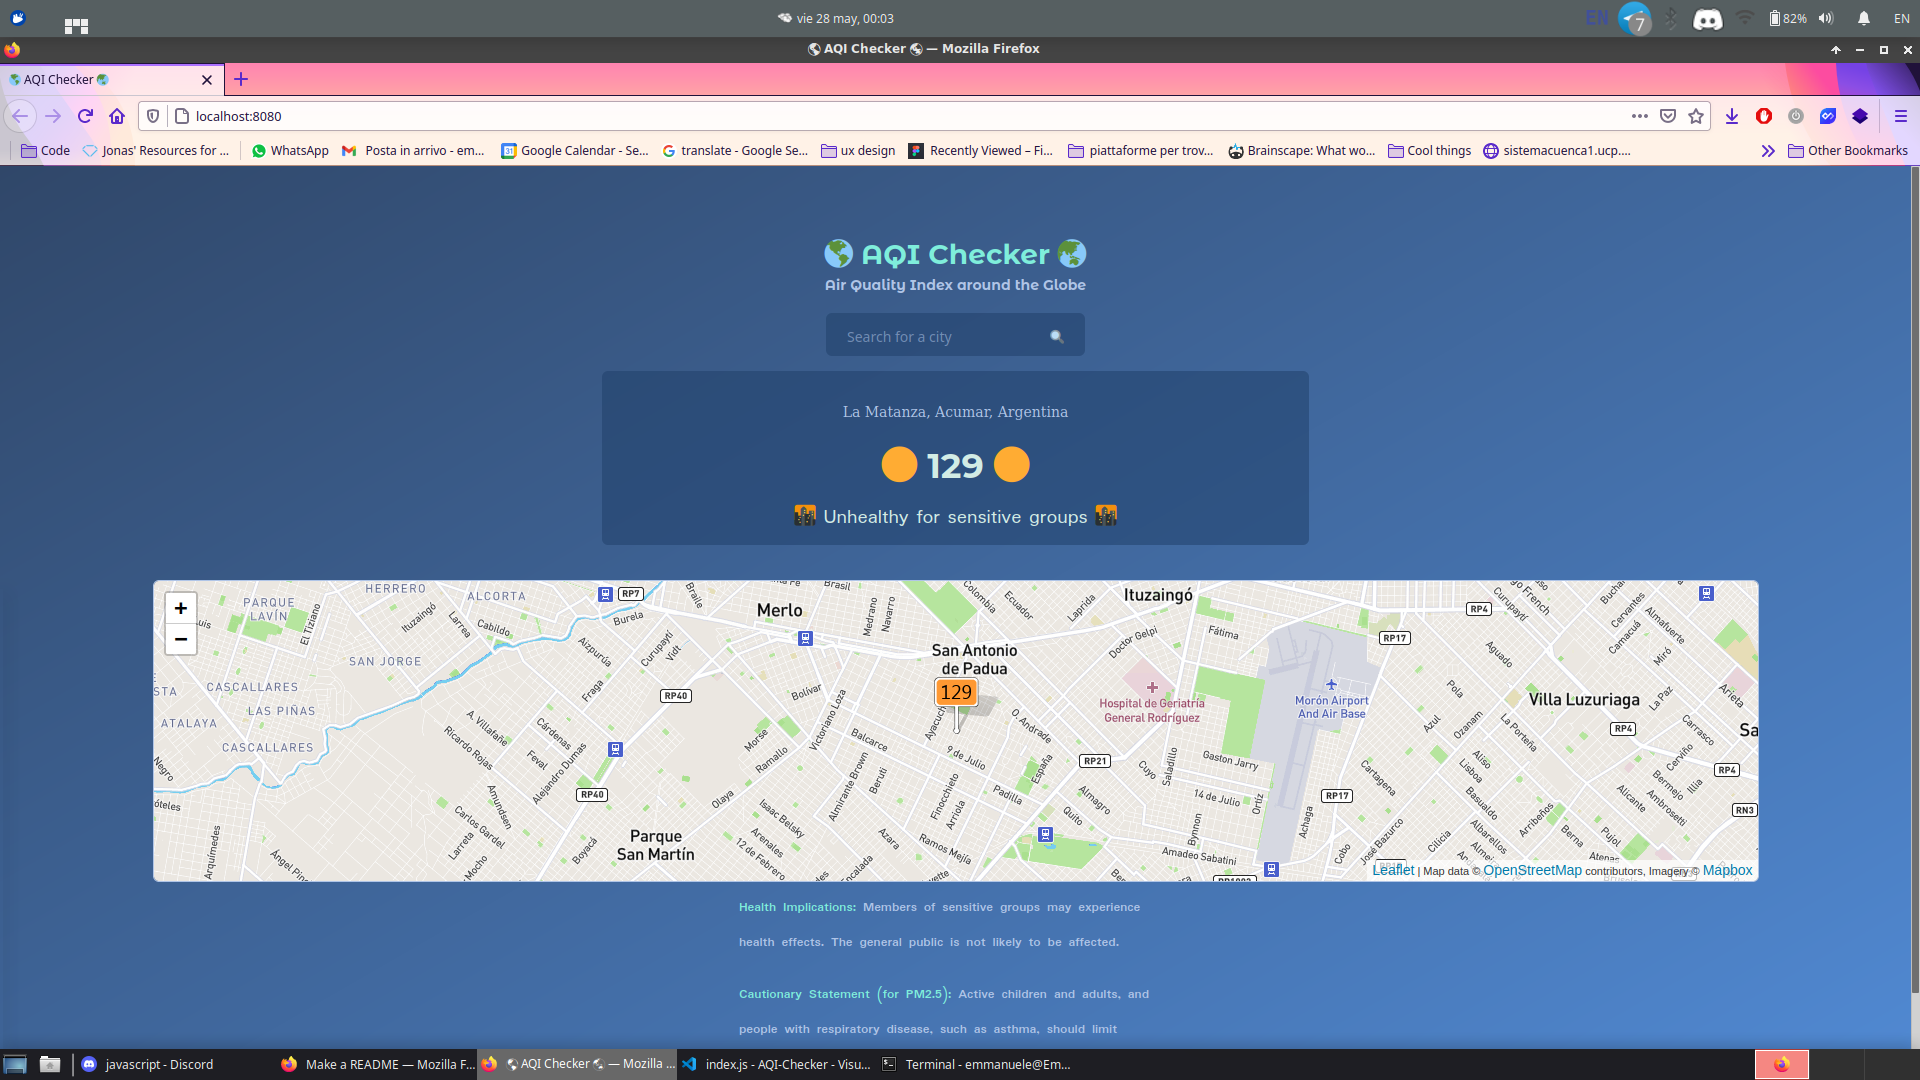 vie 28 may, 00:03
EN
7
82%
EN
AQI Checker — Mozilla Firefox
AQI Checker
localhost:8080
Code
Jonas' Resources for ...
WhatsApp
Posta in arrivo - em...
Google Calendar - Se...
translate - Google Se...
ux design
Recently Viewed – Fi...
piattaforme per trov...
Brainscape: What wo...
Cool things
sistemacuenca1.ucp....
Other Bookmarks
AQI Checker
Air Quality Index around the Globe
Search for a city
La Matanza, Acumar, Argentina
129
Unhealthy for sensitive groups
+
−
HERRERO
ALCORTA
PARQUE
LAVÍN
El Tiziano
Ituzaingó
Larrea
Cabildo
SAN JORGE
CASCALLARES
LAS PIÑAS
ATALAYA
CASCALLARES
Negro
Arquímedes
A. Villafañe
Ricardo Rojas
Cárdenas
Feval
Alejandro Dumas
Amundsen
Carlos Gardel
Larreta
Boyacá
RP7
Burela
Braile
Aizpurúa
Curupaytí
Vidt
Fraga
RP40
RP40
Merlo
Brasil
Medrano
Navarro
Bolívar
Victoriano Loza
Morse
Ramallo
Olaya
Isaac Belsky
Arenales
12 de Febrero
Parque
San Martín
Colombia
Ecuador
Laprida
San Antonio
de Padua
129
Ayacucho
O. Andrade
Balcarce
9 de Julio
Almirante Brown
Beruti
Finocchieto
Arriola
España
Padilla
Quito
Almagro
Azara
Ramos Mejía
RP21
Ituzaingó
Doctor Gelpi
Fátima
Hospital de Geriatría
General Rodríguez
Cuyo
Saladillo
Gaston Jarry
14 de Julio
Ortiz
Bynnon
Amadeo Sabatini
Achaga
Cobo
José Bazurco
Morón Airport
And Air Base
RP17
RP17
RP4
Curupaytí
Aguado
Pola
Azul
Ozanam
La Porteña
Aliso
Lisboa
Basualdo
Cartagena
Cilicia
Albarellos
Arribeños
Berna
Pujol
Villa Luzuriaga
Cervantes
Camacuá
Almafuerte
Miró
La Paz
Arieta
Carrasco
Cerviño
Bermejo
Illia
Ambrosetti
Alicante
RP4
RP4
RN3
Leaflet | Map data © OpenStreetMap contributors, Imagery © Mapbox
Health Implications: Members of sensitive groups may experience
health effects. The general public is not likely to be affected.
Cautionary Statement (for PM2.5): Active children and adults, and
people with respiratory disease, such as asthma, should limit
javascript - Discord
Make a README — Mozilla F...
AQI Checker — Mozilla ...
index.js - AQI-Checker - Visu...
Terminal - emmanuele@Em...